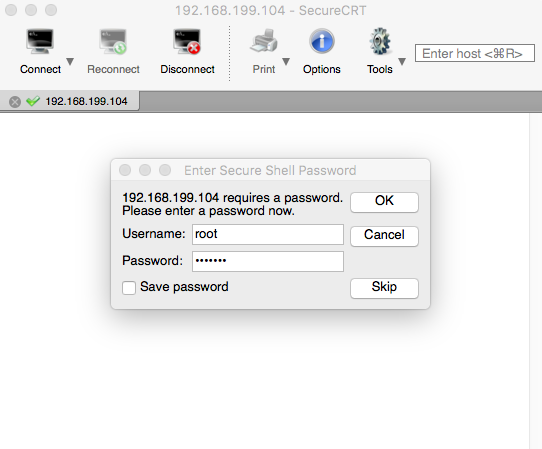 192.168.199.104 - SecureCRT
Connect Reconnect Disconnect Print Options Tools Enter host <⌘R>
192.168.199.104
Enter Secure Shell Password
192.168.199.104 requires a password.
Please enter a password now.
OK
Username: root
Cancel
Password: •••••••
Save password
Skip